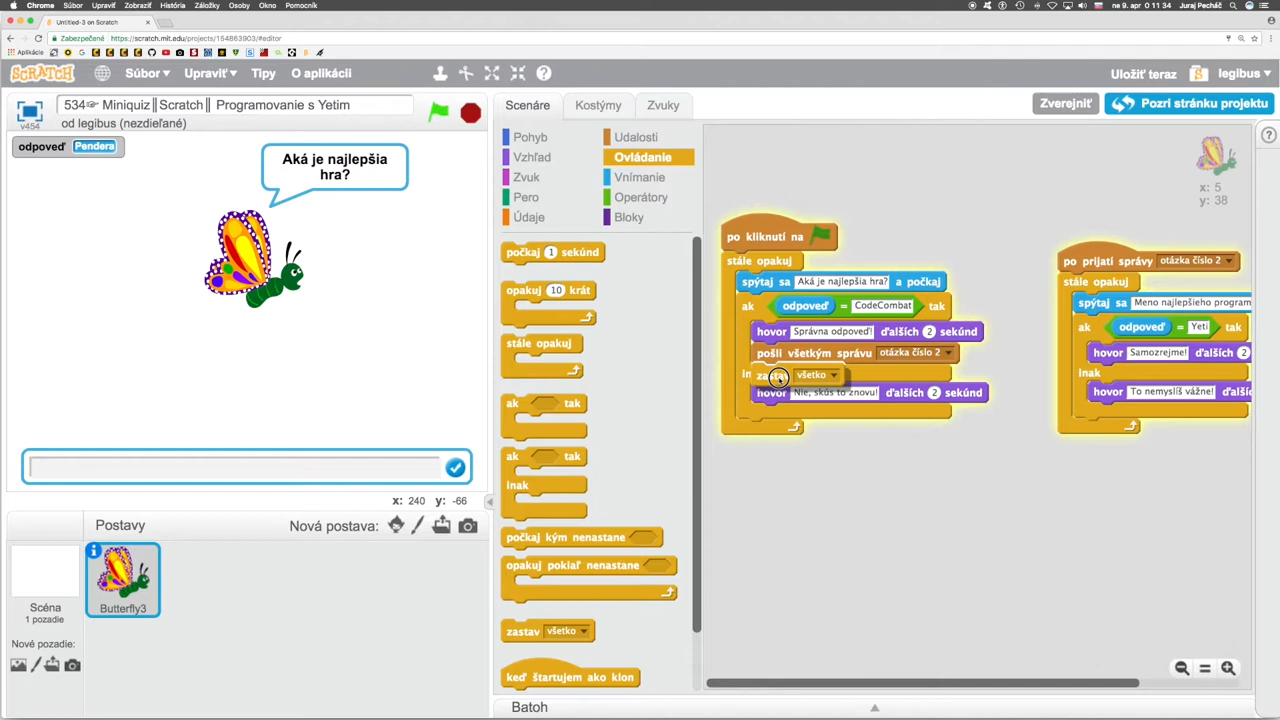 Chrome Súbor Upraviť Zobraziť História Záložky Osoby Okno Pomocník ne 9. apr 11 34 Juraj Pecháč
Untitled-3 on Scratch
Zabezpečené https://scratch.mit.edu/projects/154863903/#editor
Aplikácie
SCRATCH Súbor Upraviť Tipy O aplikácii Uložiť teraz legibus
v454
534☞ Miniquiz║Scratch║ Programovanie s Yetim
od legibus (nezdieľané)
Scenáre Kostýmy Zvuky Zverejniť Pozri stránku projektu
odpoveď Pendera
Aká je najlepšia
hra?
Pohyb Udalosti
Vzhľad Ovládanie
Zvuk Vnímanie
Pero Operátory
Údaje Bloky
x: 5
y: 38
počkaj 1 sekúnd
opakuj 10 krát
stále opakuj
ak tak
ak tak
inak
počkaj kým nenastane
opakuj pokiaľ nenastane
zastav všetko
keď štartujem ako klon
po kliknutí na
stále opakuj
spýtaj sa Aká je najlepšia hra? a počkaj
ak odpoveď = CodeCombat tak
hovor Správna odpoveď! ďalších 2 sekúnd
pošli všetkým správu otázka číslo 2
in zastav všetko
hovor Nie, skús to znovu! ďalších 2 sekúnd
po prijatí správy otázka číslo 2
stále opakuj
spýtaj sa Meno najlepšieho program
ak odpoveď = Yeti tak
hovor Samozrejme! ďalších 2
inak
hovor To nemyslíš vážne! ďalších
x: 240 y: -66
Postavy Nová postava:
Scéna
1 pozadie
Nové pozadie:
Butterfly3
Batoh